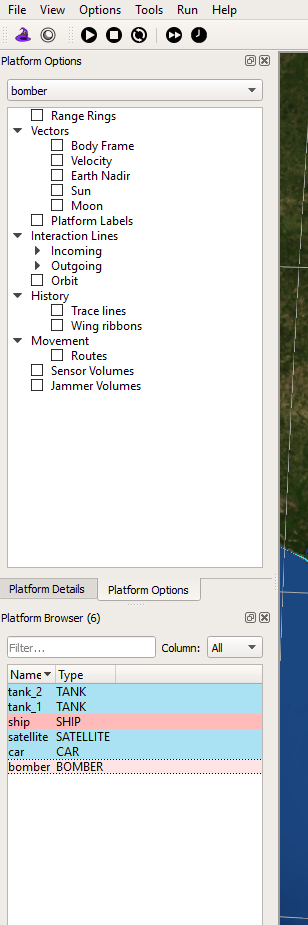 File View Options Tools Run Help
Platform Options
bomber
Range Rings
Vectors
Body Frame
Velocity
Earth Nadir
Sun
Moon
Platform Labels
Interaction Lines
Incoming
Outgoing
Orbit
History
Trace lines
Wing ribbons
Movement
Routes
Sensor Volumes
Jammer Volumes
Platform Details Platform Options
Platform Browser (6)
Filter... Column: All
Name Type
tank_2 TANK
tank_1 TANK
ship SHIP
satellite SATELLITE
car CAR
bomber BOMBER